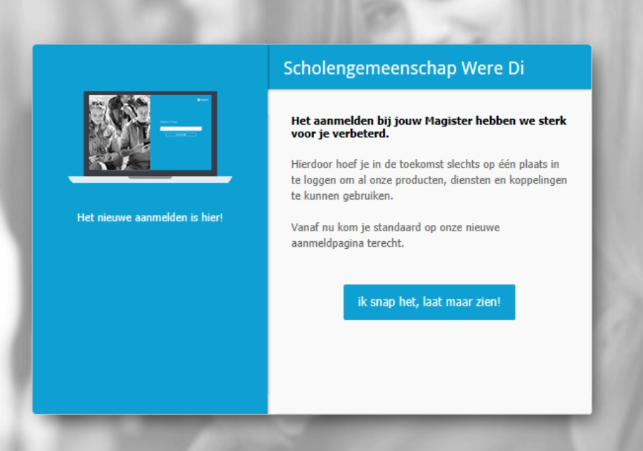 Scholengemeenschap Were Di
Het nieuwe aanmelden is hier!
Het aanmelden bij jouw Magister hebben we sterk
voor je verbeterd.
Hierdoor hoef je in de toekomst slechts op één plaats in
te loggen om al onze producten, diensten en koppelingen
te kunnen gebruiken.
Vanaf nu kom je standaard op onze nieuwe
aanmeldpagina terecht.
ik snap het, laat maar zien!